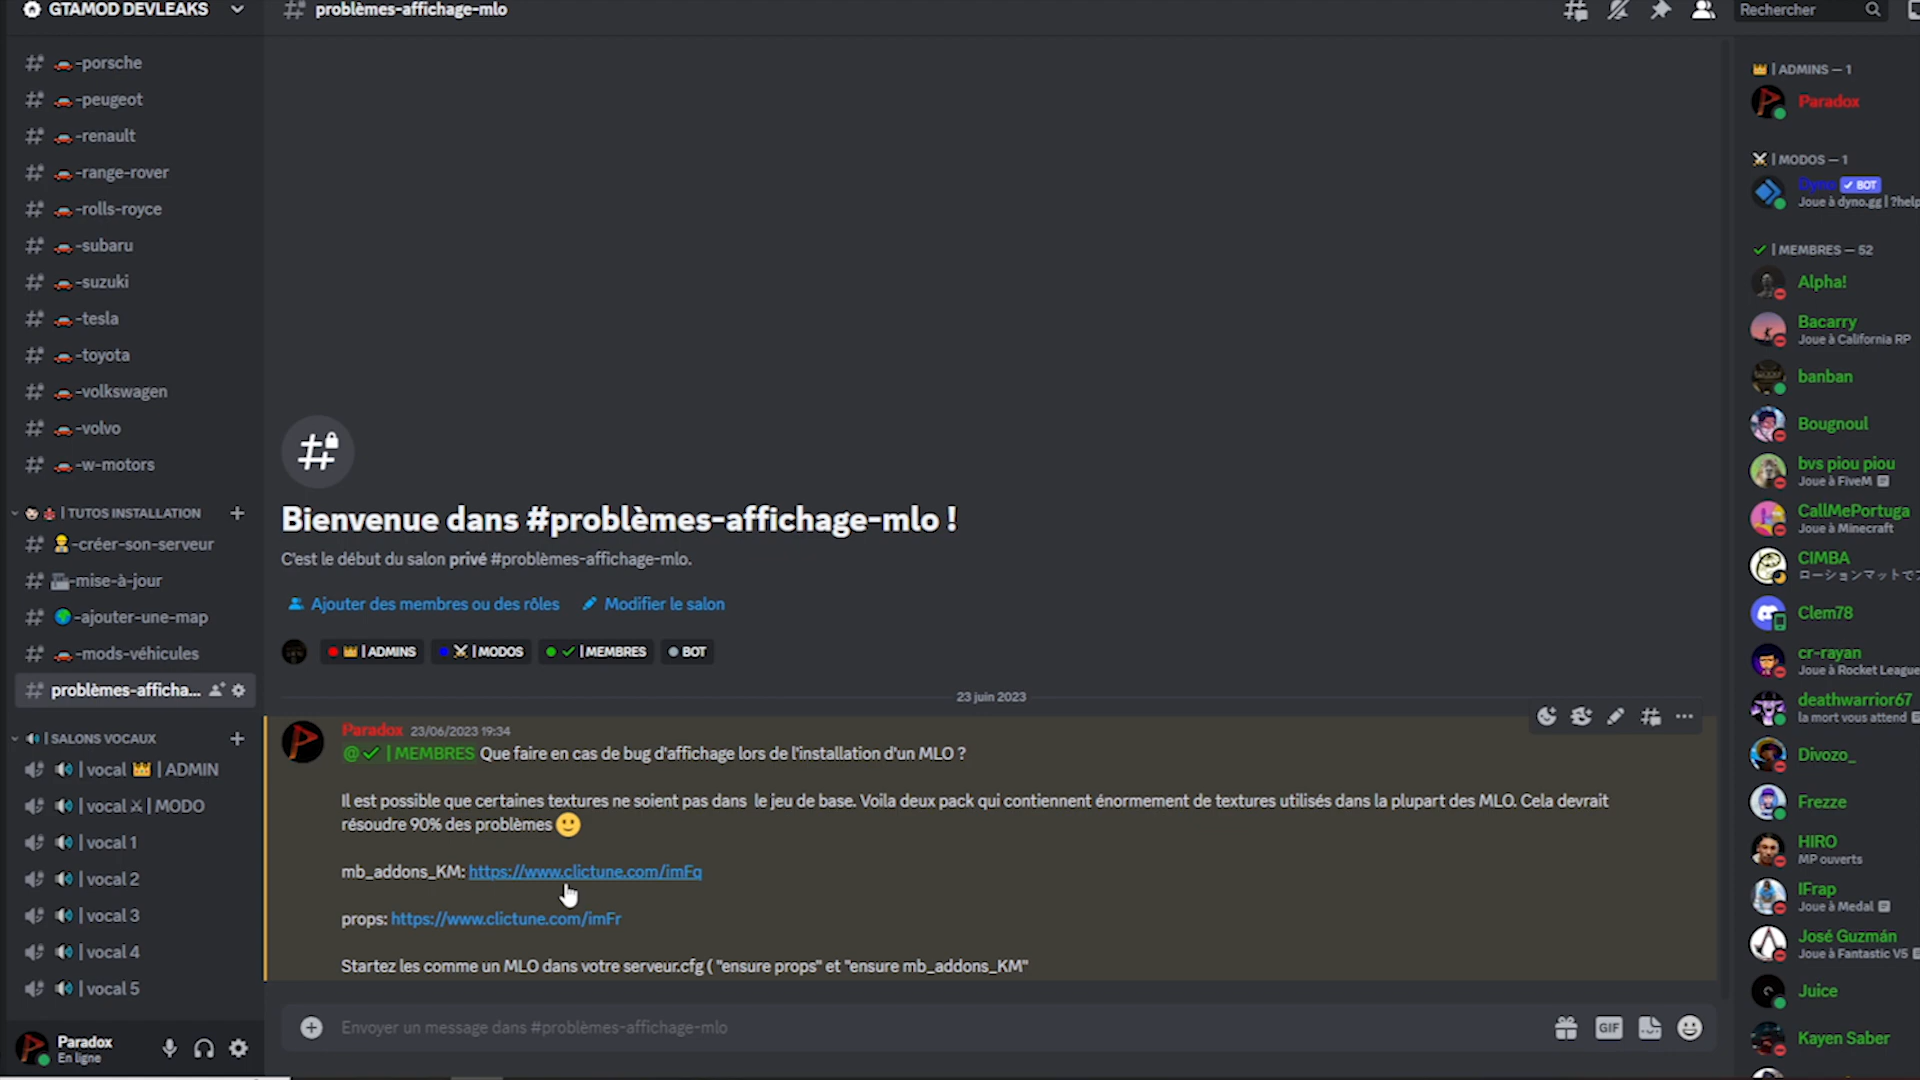 GTAMOD DEVLEAKS
-porsche
-peugeot
-renault
-range-rover
-rolls-royce
-subaru
-suzuki
-tesla
-toyota
-volkswagen
-volvo
-w-motors
| TUTOS INSTALLATION
-créer-son-serveur
-mise-à-jour
-ajouter-une-map
-mods-véhicules
problèmes-afficha...
| SALONS VOCAUX
| vocal 👑 | ADMIN
| vocal ⚔ | MODO
| vocal 1
| vocal 2
| vocal 3
| vocal 4
| vocal 5
Paradox
En ligne
problèmes-affichage-mlo
Rechercher
Bienvenue dans #problèmes-affichage-mlo !
C'est le début du salon privé #problèmes-affichage-mlo.
Ajouter des membres ou des rôles Modifier le salon
| ADMINS | MODOS | MEMBRES BOT
23 juin 2023
Paradox 23/06/2023 19:34
@✓ | MEMBRES Que faire en cas de bug d'affichage lors de l'installation d'un MLO ?
Il est possible que certaines textures ne soient pas dans le jeu de base. Voila deux pack qui contiennent énormement de textures utilisés dans la plupart des MLO. Cela devrait
résoudre 90% des problèmes 🙂
mb_addons_KM: https://www.clictune.com/imFq
props: https://www.clictune.com/imFr
Startez les comme un MLO dans votre serveur.cfg ( "ensure props" et "ensure mb_addons_KM"
Envoyer un message dans #problèmes-affichage-mlo
GIF
| ADMINS — 1
Paradox
| MODOS — 1
Dyno ✓ BOT
Joue à dyno.gg | ?help
| MEMBRES — 52
Alpha!
Bacarry
Joue à California RP
banban
Bougnoul
bvs piou piou
Joue à FiveM
CallMePortuga
Joue à Minecraft
CIMBA
ローションマットで
Clem78
cr-rayan
Joue à Rocket League
deathwarrior67
la mort vous attend
Divozo_
Frezze
HIRO
MP ouverts
IFrap
Joue à Medal
José Guzmán
Joue à Fantastic V5
Juice
Kayen Saber